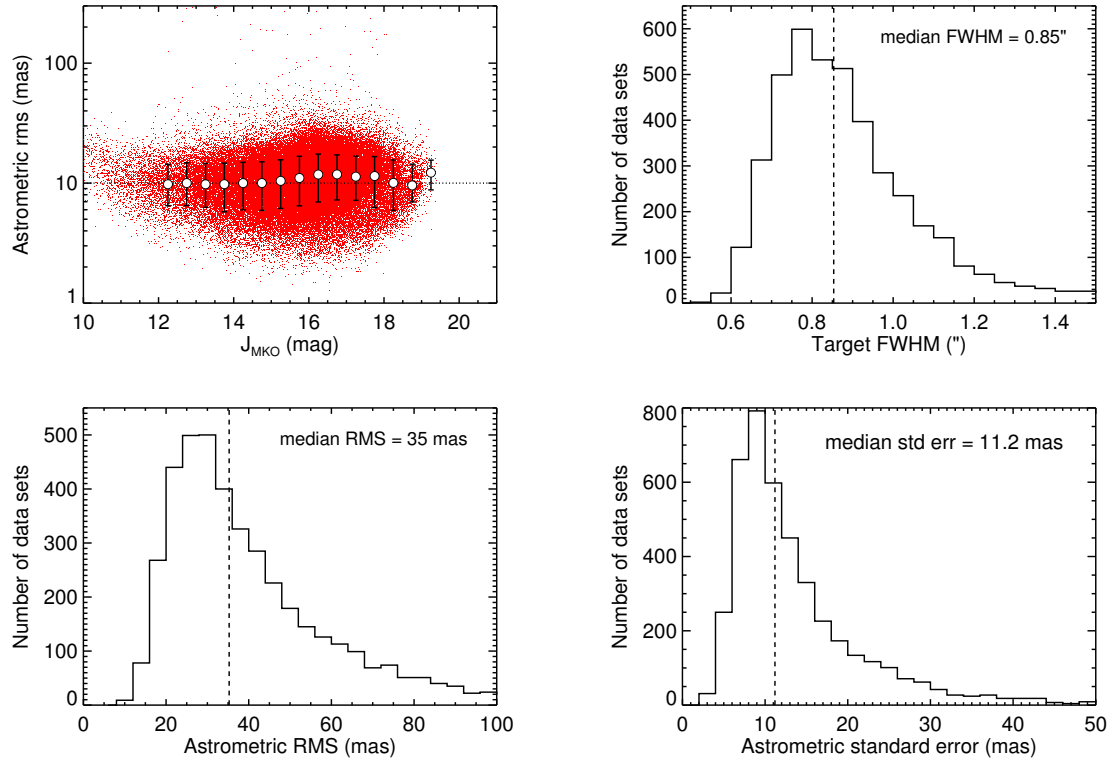 100
10
1
Astrometric rms (mas)
10 12 14 16 18 20
J_MKO (mag)
median FWHM = 0.85"
600
500
400
300
200
100
0
Number of data sets
0.6 0.8 1.0 1.2 1.4
Target FWHM (")
median RMS = 35 mas
500
400
300
200
100
0
Number of data sets
0 20 40 60 80 100
Astrometric RMS (mas)
median std err = 11.2 mas
800
600
400
200
0
Number of data sets
0 10 20 30 40 50
Astrometric standard error (mas)